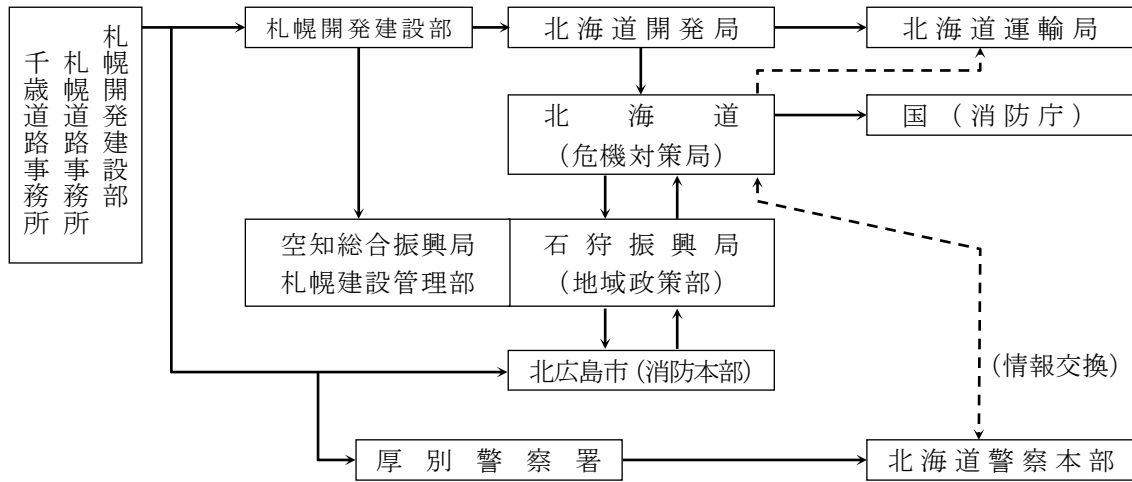 札幌開発建設部
札幌道路事務所
千歳道路事務所
札幌開発建設部
北海道開発局
北海道運輸局
北海道
(危機対策局)
国(消防庁)
空知総合振興局
札幌建設管理部
石狩振興局
(地域政策部)
北広島市(消防本部)
(情報交換)
厚別警察署
北海道警察本部